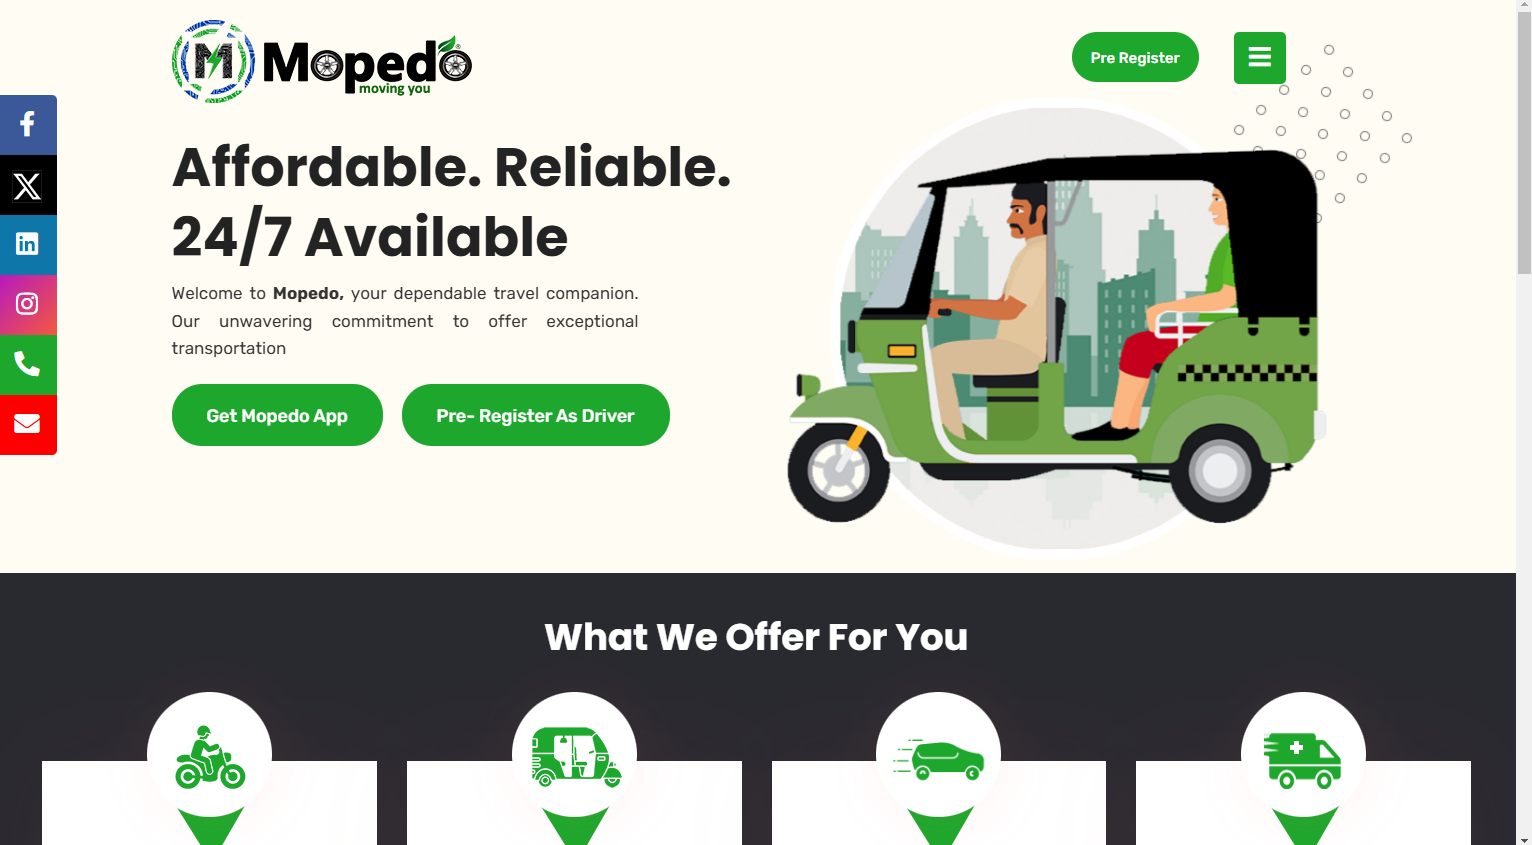 Mopedo
moving you
Pre Register
Affordable. Reliable.
24/7 Available
Welcome to Mopedo, your dependable travel companion.
Our unwavering commitment to offer exceptional
transportation
Get Mopedo App
Pre- Register As Driver
What We Offer For You